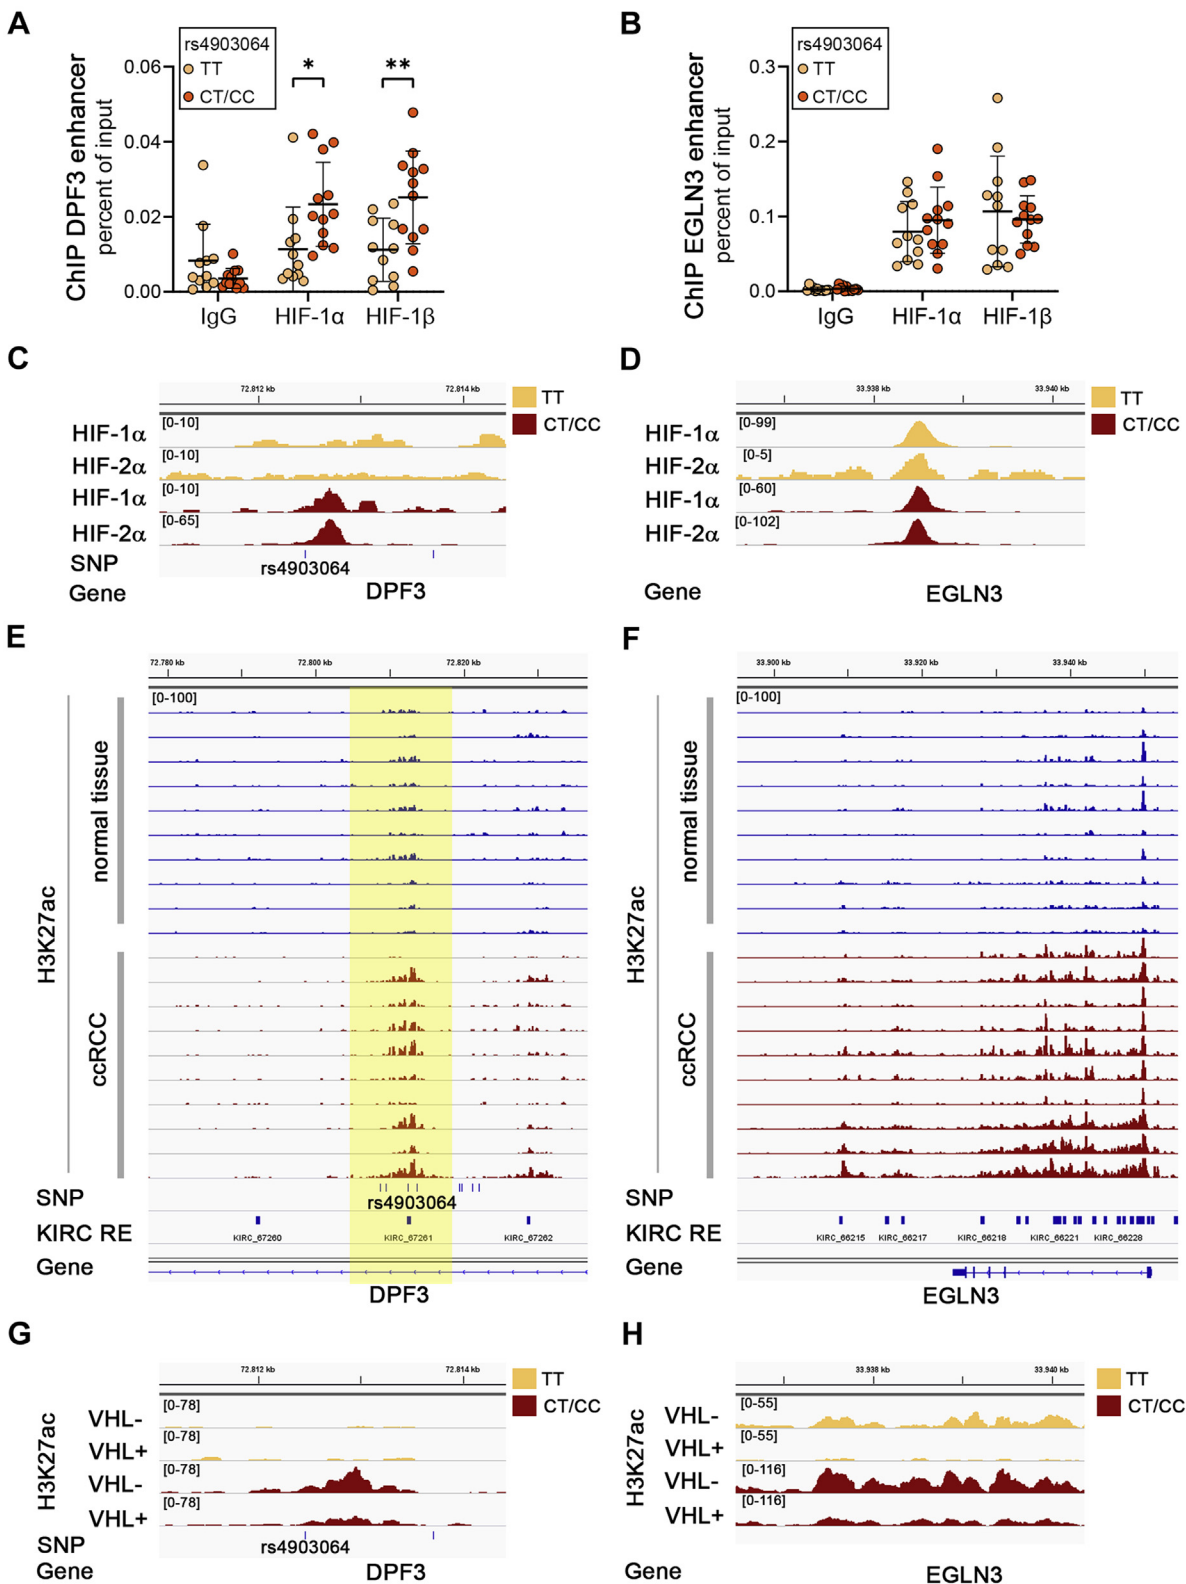 A
ChIP DPF3 enhancer
percent of input
rs4903064
TT
CT/CC
0.06
0.04
0.02
0.00
*
**
IgG
HIF-1α
HIF-1β
B
ChIP EGLN3 enhancer
percent of input
rs4903064
TT
CT/CC
0.3
0.2
0.1
0.0
IgG
HIF-1α
HIF-1β
C
72.812 kb
72.814 kb
TT
CT/CC
HIF-1α
[0-10]
HIF-2α
[0-10]
HIF-1α
[0-10]
HIF-2α
[0-65]
SNP
rs4903064
Gene
DPF3
D
33.938 kb
33.940 kb
TT
CT/CC
HIF-1α
[0-99]
HIF-2α
[0-5]
HIF-1α
[0-60]
HIF-2α
[0-102]
Gene
EGLN3
E
72.780 kb
72.800 kb
72.820 kb
[0-100]
H3K27ac
normal tissue
ccRCC
SNP
rs4903064
KIRC RE
KIRC_67260
KIRC_67261
KIRC_67262
Gene
DPF3
F
33.900 kb
33.920 kb
33.940 kb
[0-100]
H3K27ac
normal tissue
ccRCC
SNP
KIRC RE
KIRC_66215
KIRC_66217
KIRC_66218
KIRC_66221
KIRC_66228
Gene
EGLN3
G
72.812 kb
72.814 kb
TT
CT/CC
H3K27ac
VHL-
[0-78]
VHL+
[0-78]
VHL-
[0-78]
VHL+
[0-78]
SNP
rs4903064
Gene
DPF3
H
33.938 kb
33.940 kb
TT
CT/CC
H3K27ac
VHL-
[0-55]
VHL+
[0-55]
VHL-
[0-116]
VHL+
[0-116]
Gene
EGLN3